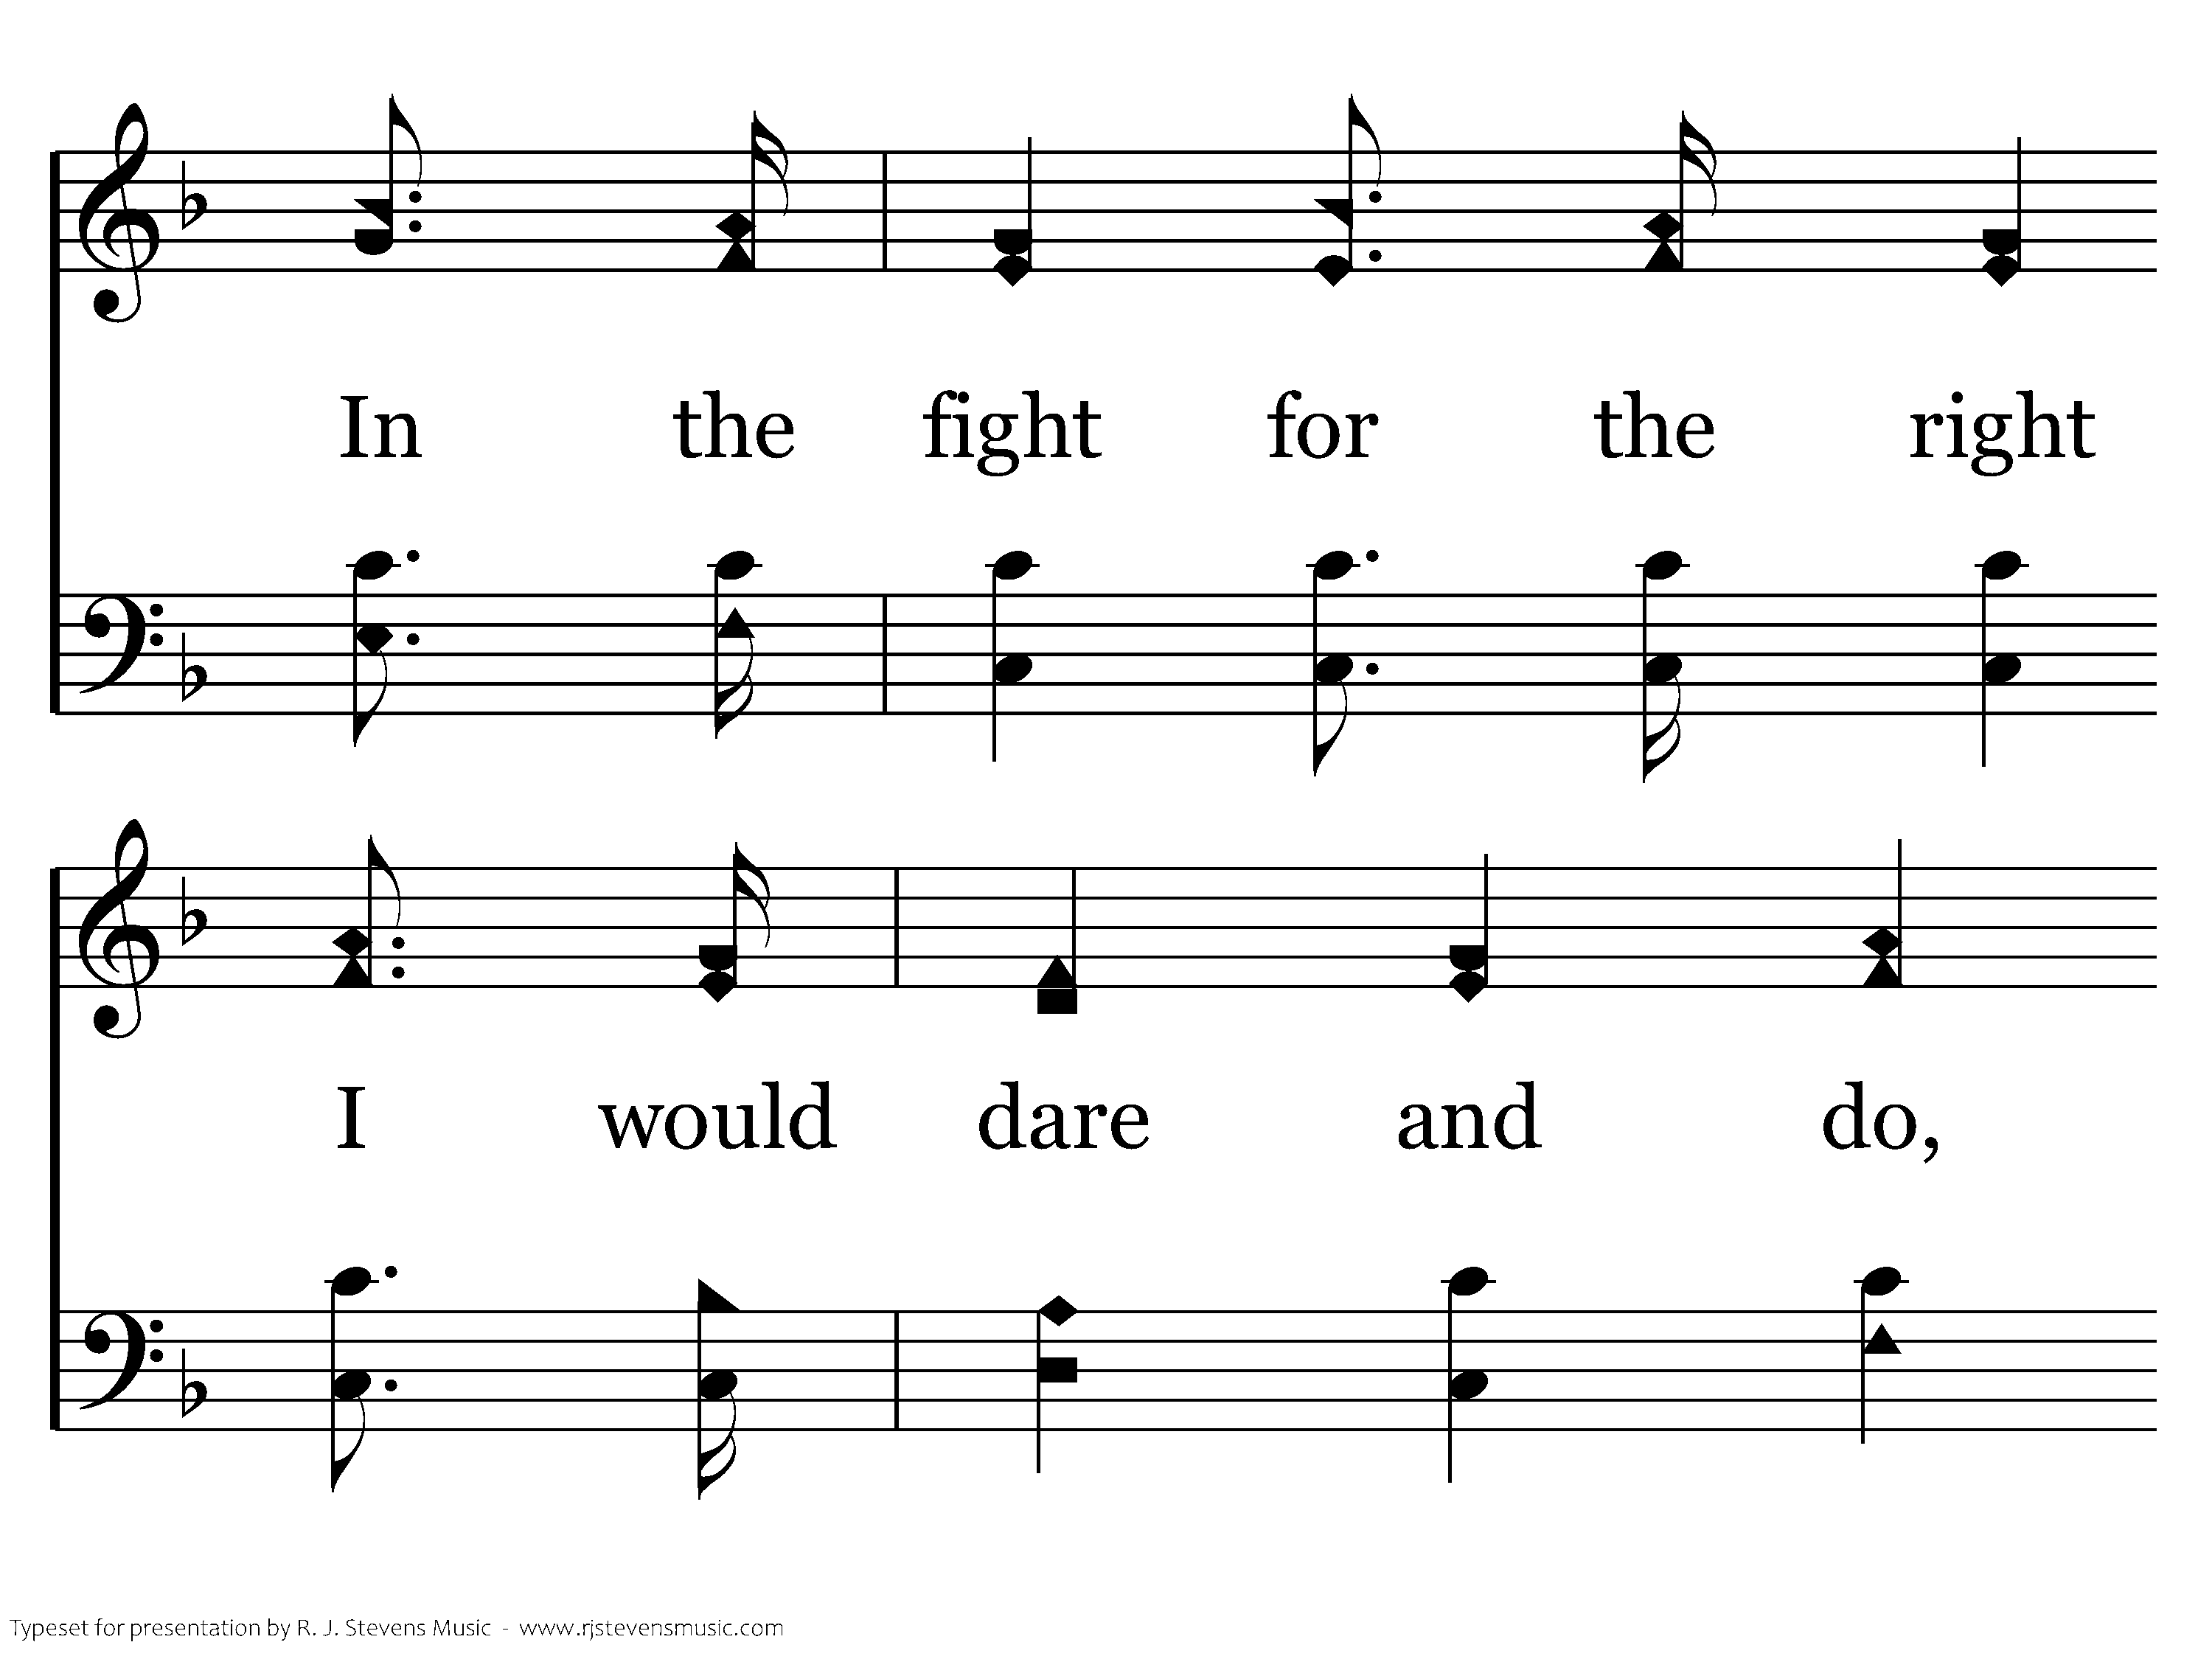 In the fight for the right
I would dare and do,
Typeset for presentation by R. J. Stevens Music - www.rjstevensmusic.com